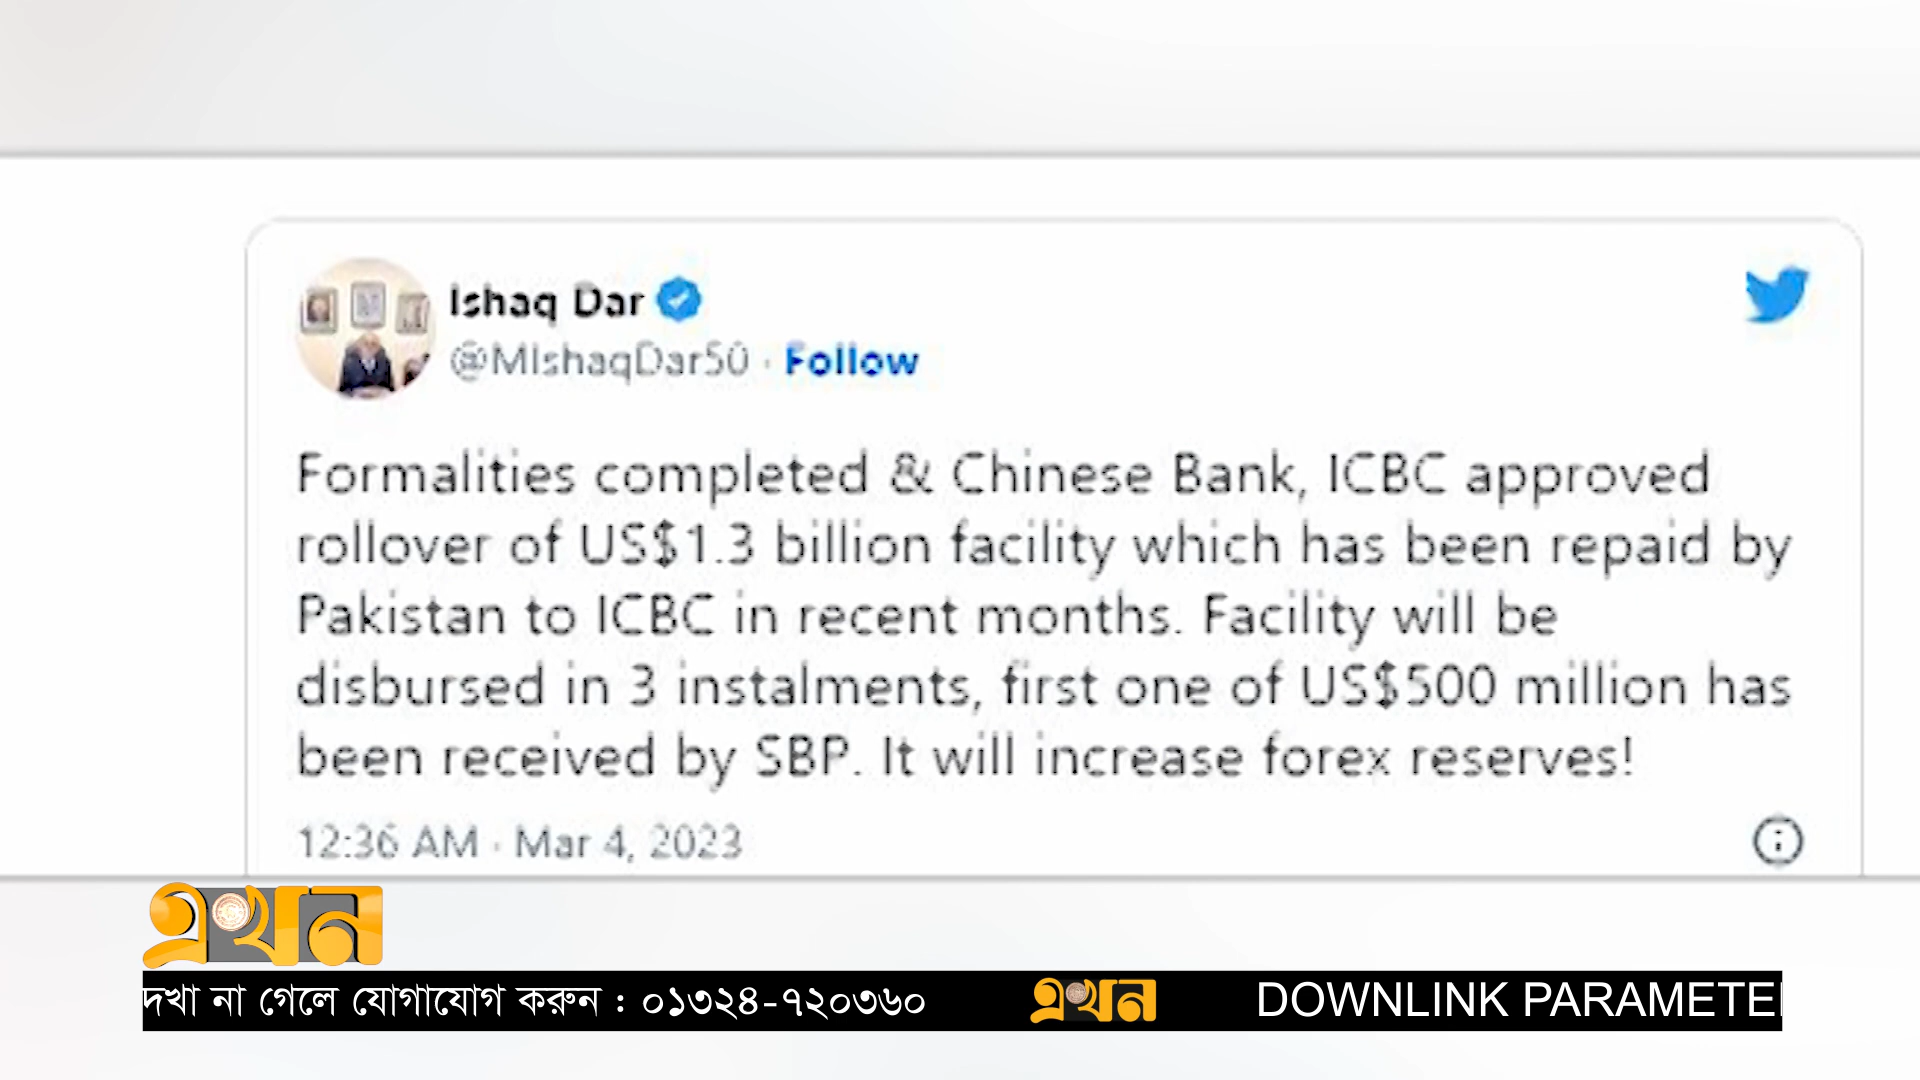 Ishaq Dar
@MIshaqDar50 · Follow
Formalities completed & Chinese Bank, ICBC approved
rollover of US$1.3 billion facility which has been repaid by
Pakistan to ICBC in recent months. Facility will be
disbursed in 3 instalments, first one of US$500 million has
been received by SBP. It will increase forex reserves!
12:36 AM · Mar 4, 2023
এখন
দেখা না গেলে যোগাযোগ করুন : ০১৩২৪-৭২০৩৬০ এখন DOWNLINK PARAMETE